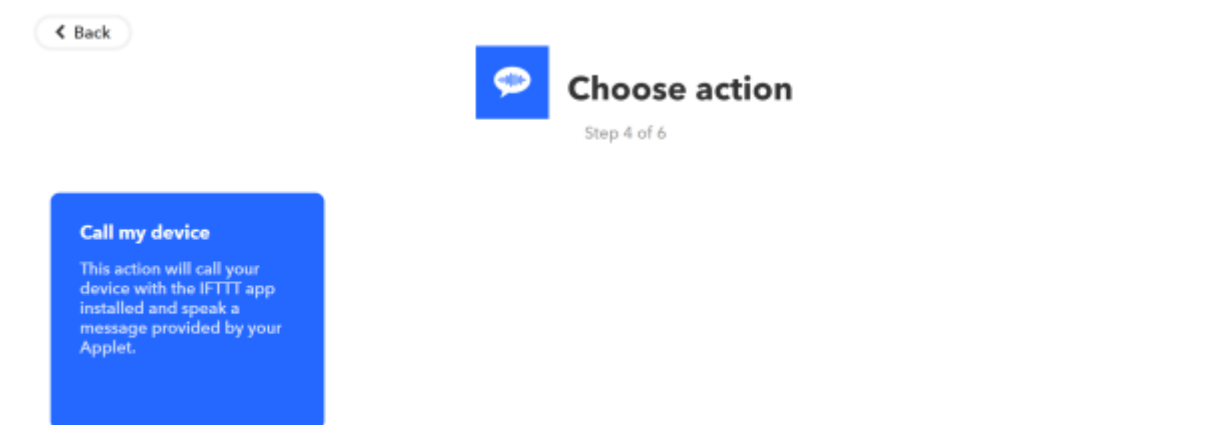 Back
Choose action
Step 4 of 6
Call my device
This action will call your
device with the IFTTT app
installed and speak a
message provided by your
Applet.